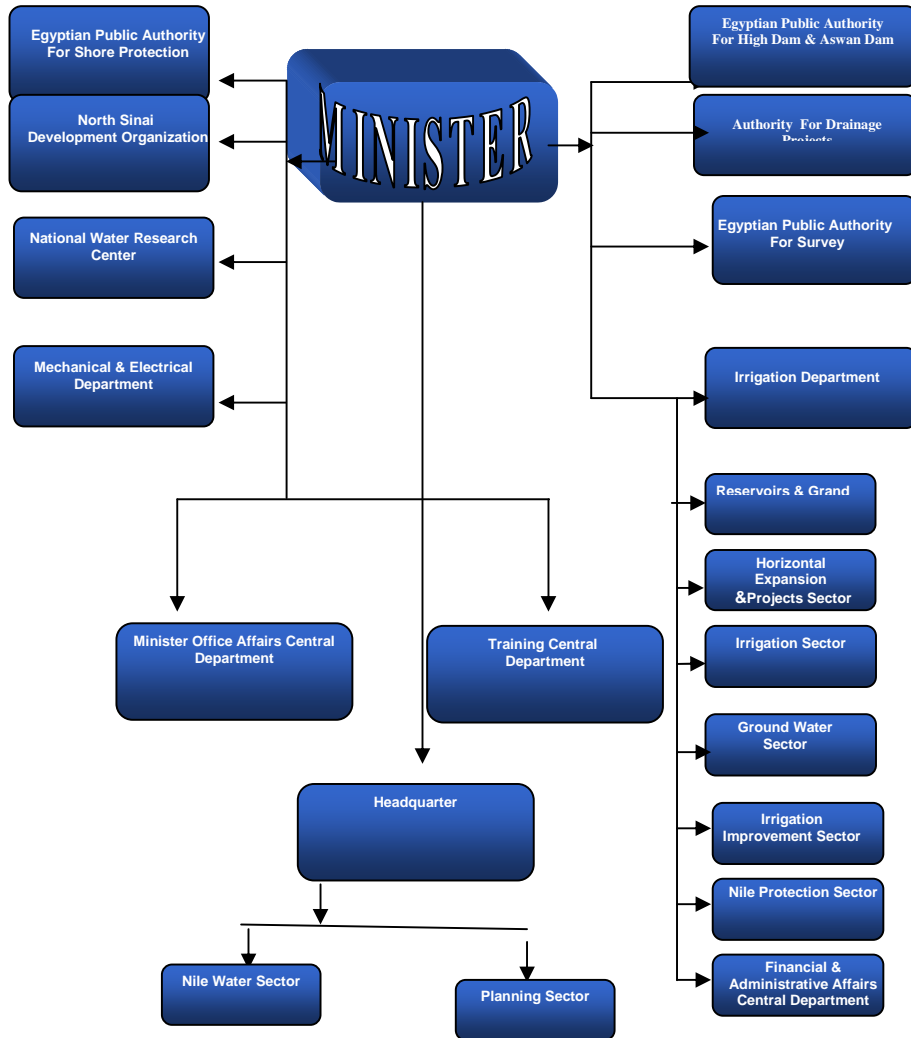 Egyptian Public Authority
For Shore Protection
North Sinai
Development Organization
National Water Research
Center
Mechanical & Electrical
Department
MINISTER
Egyptian Public Authority
For High Dam & Aswan Dam
Authority For Drainage
Projects
Egyptian Public Authority
For Survey
Irrigation Department
Reservoirs & Grand
Horizontal
Expansion
&Projects Sector
Irrigation Sector
Ground Water
Sector
Irrigation
Improvement Sector
Nile Protection Sector
Financial &
Administrative Affairs
Central Department
Minister Office Affairs Central
Department
Training Central
Department
Headquarter
Nile Water Sector
Planning Sector